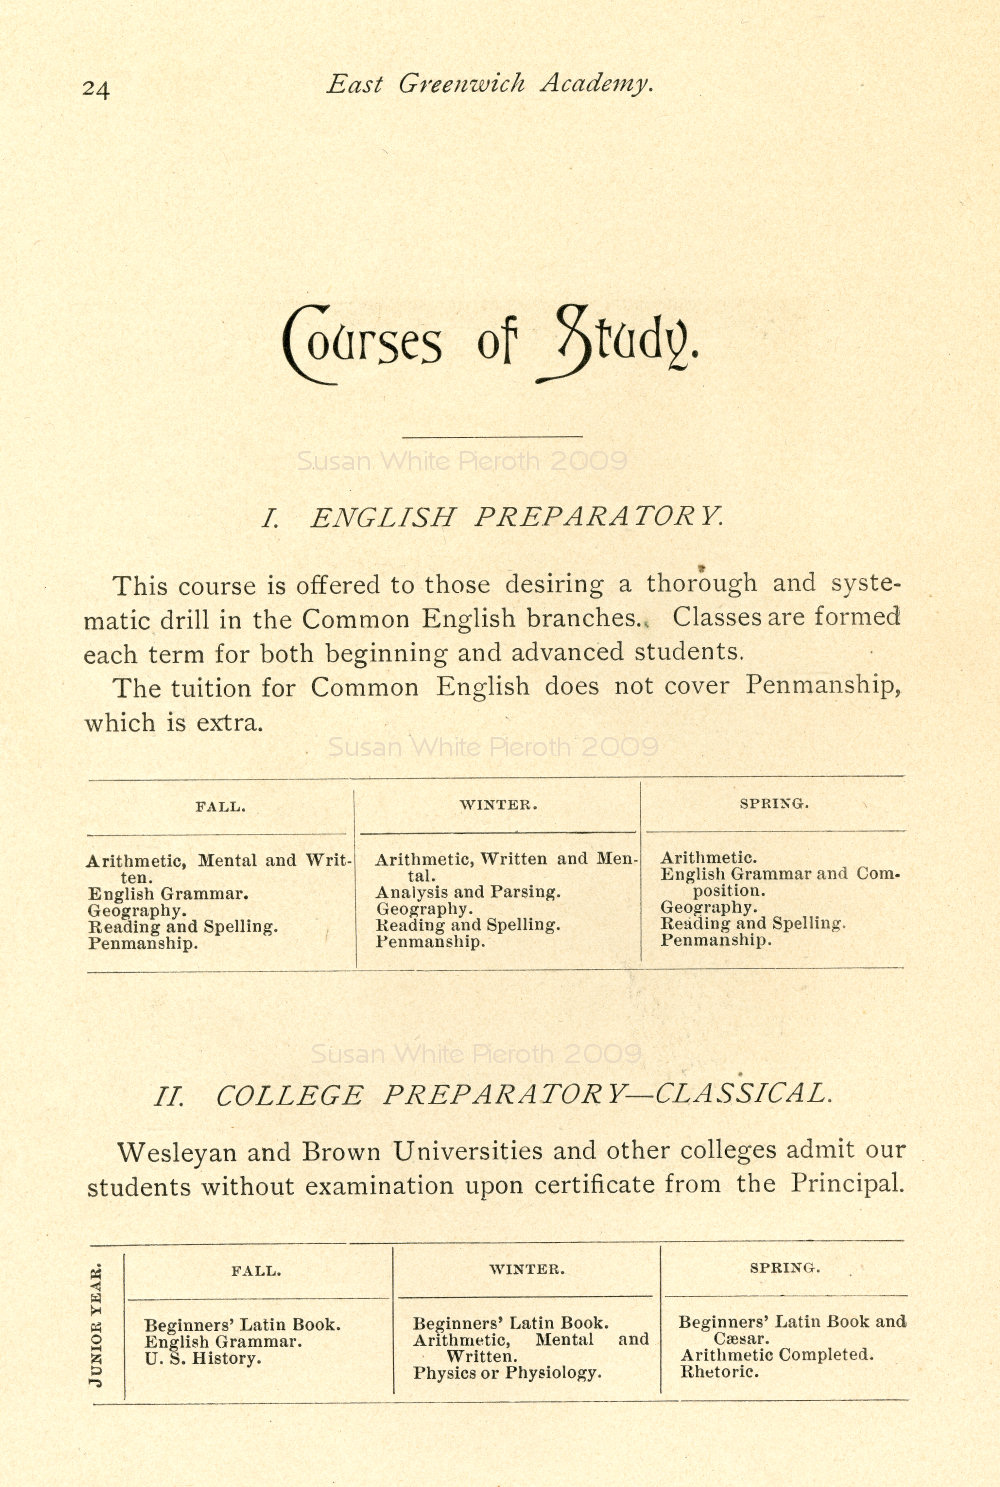 24
East Greenwich Academy.
Courses of Study.
Susan White Pieroth 2009
I. ENGLISH PREPARATORY.
This course is offered to those desiring a thorough and syste-
matic drill in the Common English branches. Classes are formed
each term for both beginning and advanced students.
The tuition for Common English does not cover Penmanship,
which is extra.
Susan White Pieroth 2009
FALL.
Arithmetic, Mental and Writ-
ten.
English Grammar.
Geography.
Reading and Spelling.
Penmanship.
WINTER.
Arithmetic, Written and Men-
tal.
Analysis and Parsing.
Geography.
Reading and Spelling.
Penmanship.
SPRING.
Arithmetic.
English Grammar and Com-
position.
Geography.
Reading and Spelling.
Penmanship.
Susan White Pieroth 2009
II. COLLEGE PREPARATORY—CLASSICAL.
Wesleyan and Brown Universities and other colleges admit our
students without examination upon certificate from the Principal.
JUNIOR YEAR.
FALL.
Beginners' Latin Book.
English Grammar.
U. S. History.
WINTER.
Beginners' Latin Book.
Arithmetic, Mental and
Written.
Physics or Physiology.
SPRING.
Beginners' Latin Book and
Cæsar.
Arithmetic Completed.
Rhetoric.